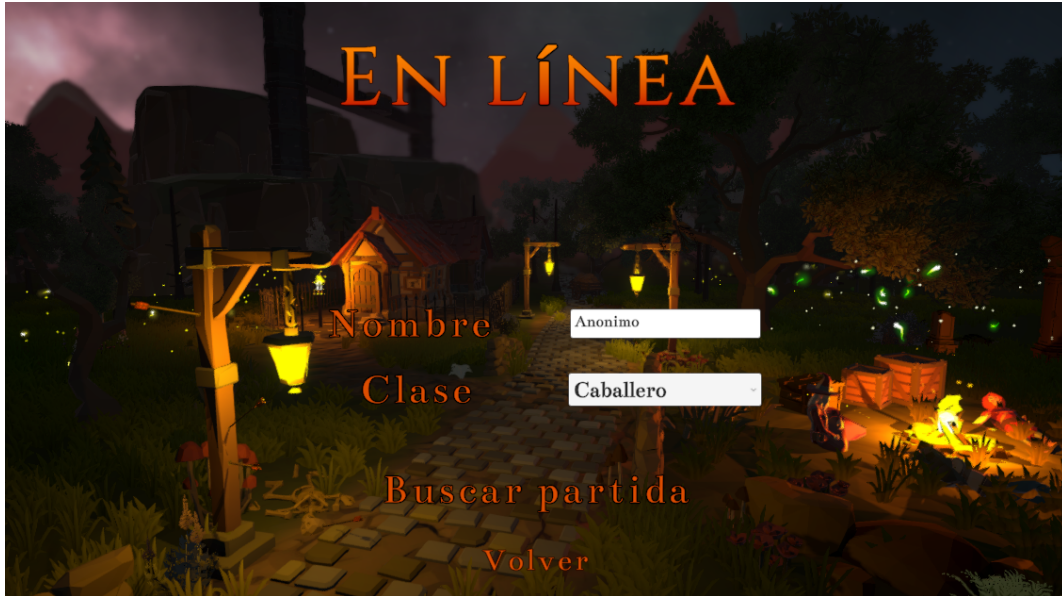 EN LÍNEA
Nombre Anonimo
Clase Caballero
Buscar partida
Volver